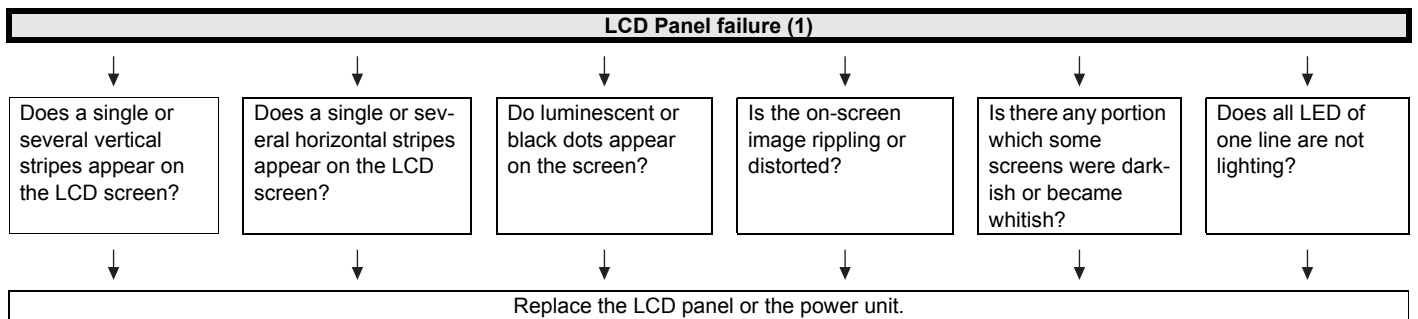 LCD Panel failure (1)
Does a single or
several vertical
stripes appear on
the LCD screen?
Does a single or sev-
eral horizontal stripes
appear on the LCD
screen?
Do luminescent or
black dots appear
on the screen?
Is the on-screen
image rippling or
distorted?
Is there any portion
which some
screens were dark-
ish or became
whitish?
Does all LED of
one line are not
lighting?
Replace the LCD panel or the power unit.